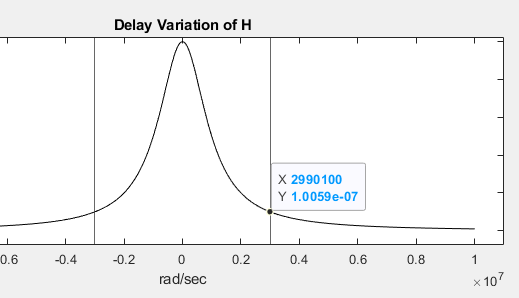 Delay Variation of H
X 2990100
Y 1.0059e-07
0.6 -0.4 -0.2 0 0.2 0.4 0.6 0.8 1
rad/sec
×10⁷